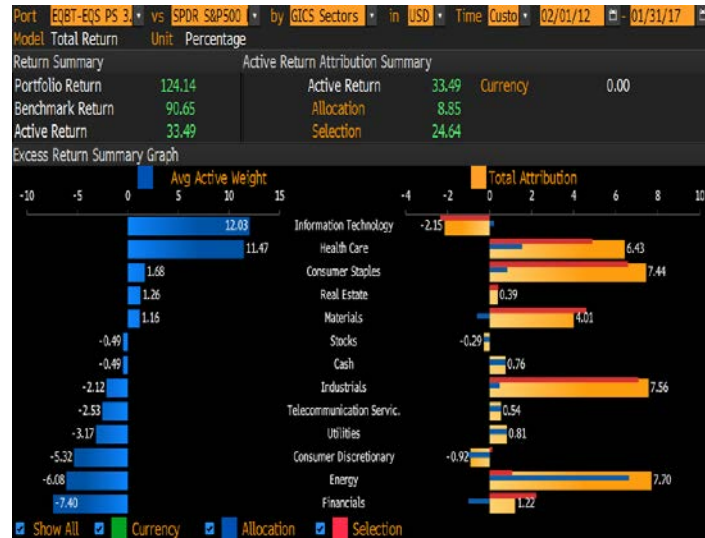 Port EQBT-EQS PS 3. vs SPDR S&P500 by GICS Sectors in USD Time Custo 02/01/12 - 01/31/17
Model Total Return Unit Percentage
Return Summary Active Return Attribution Summary
Portfolio Return 124.14 Active Return 33.49 Currency 0.00
Benchmark Return 90.65 Allocation 8.85
Active Return 33.49 Selection 24.64
Excess Return Summary Graph
Avg Active Weight Total Attribution
-10 -5 0 5 10 15 -4 -2 0 2 4 6 8 10
12.03 Information Technology -2.15
11.47 Health Care 6.43
1.68 Consumer Staples 7.44
1.26 Real Estate 0.39
1.16 Materials 4.01
-0.49 Stocks -0.29
-0.49 Cash 0.76
-2.12 Industrials 7.56
-2.53 Telecommunication Servic. 0.54
-3.17 Utilities 0.81
-5.32 Consumer Discretionary -0.92
-6.08 Energy 7.70
-7.40 Financials 1.22
Show All Currency Allocation Selection